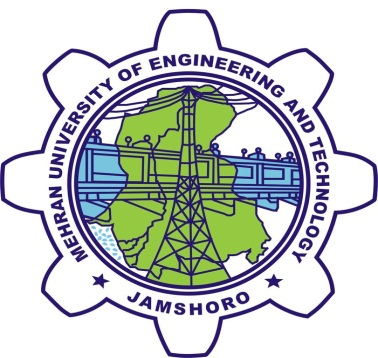 MEHRAN UNIVERSITY OF ENGINEERING AND TECHNOLOGY
JAMSHORO